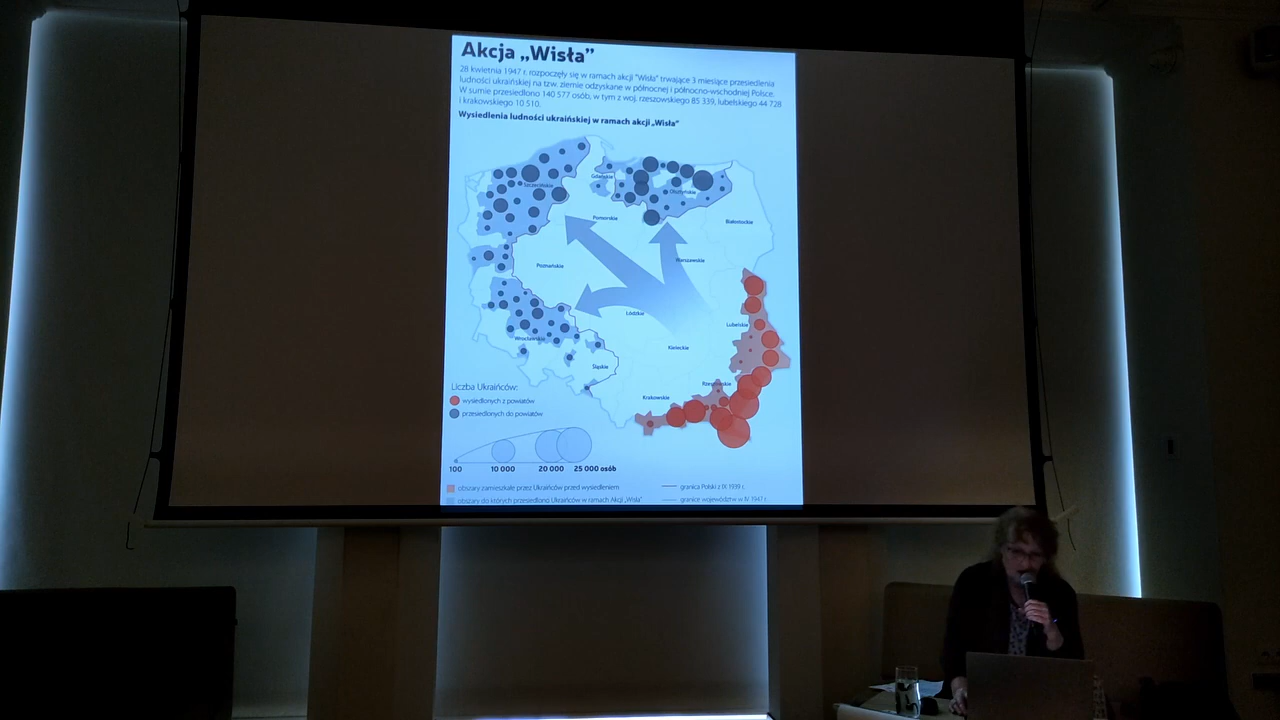 Akcja „Wisła”
28 kwietnia 1947 r. rozpoczęły się w ramach akcji "Wisła" trwające 3 miesiące przesiedlenia
ludności ukraińskiej na tzw. ziemie odzyskane w północnej i północno-wschodniej Polsce.
W sumie przesiedlono 140 577 osób, w tym z woj. rzeszowskiego 85 339, lubelskiego 44 728
i krakowskiego 10 510.
Wysiedlenia ludności ukraińskiej w ramach akcji „Wisła”
Gdańskie
Szczecińskie
Olsztyńskie
Pomorskie
Białostockie
Warszawskie
Poznańskie
Łódzkie
Lubelskie
Wrocławskie
Kieleckie
Śląskie
Rzeszowskie
Krakowskie
Liczba Ukraińców:
wysiedlonych z powiatów
przesiedlonych do powiatów
100 10 000 20 000 25 000 osób
obszary zamieszkałe przez Ukraińców przed wysiedleniem
granica Polski z IX 1939 r.
obszary do których przesiedlono Ukraińców w ramach Akcji „Wisła”
granice województw w IV 1947 r.